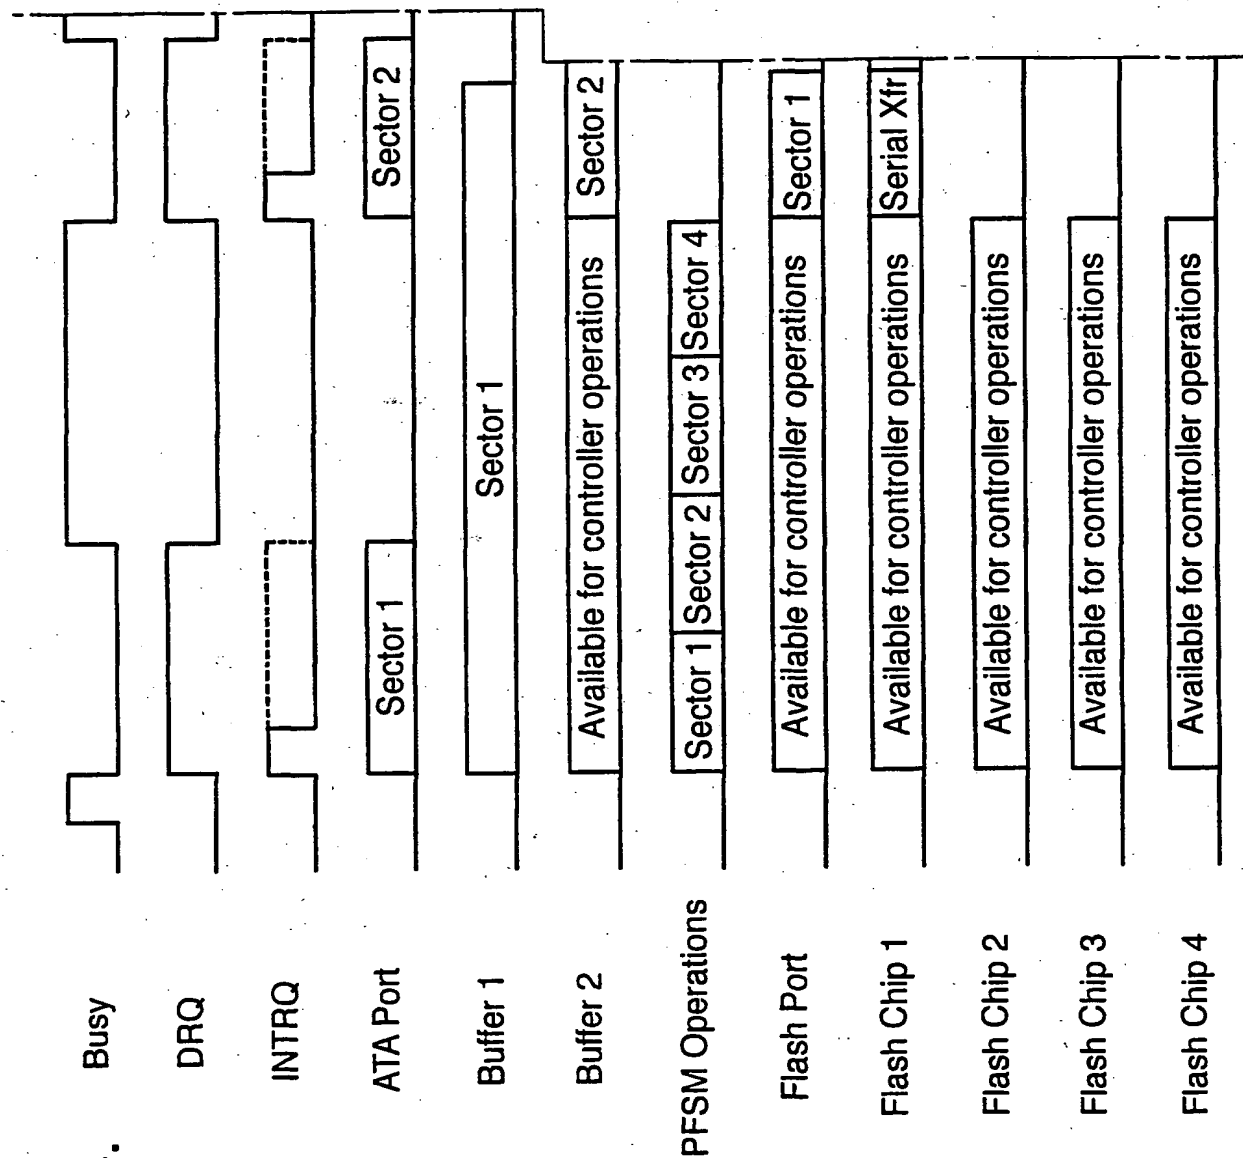 Busy
DRQ
INTRQ
ATA Port
Sector 1
Sector 2
Buffer 1
Sector 1
Buffer 2
Available for controller operations
Sector 2
PFSM Operations
Sector 1
Sector 2
Sector 3
Sector 4
Flash Port
Available for controller operations
Sector 1
Flash Chip 1
Available for controller operations
Serial Xfr
Flash Chip 2
Available for controller operations
Flash Chip 3
Available for controller operations
Flash Chip 4
Available for controller operations